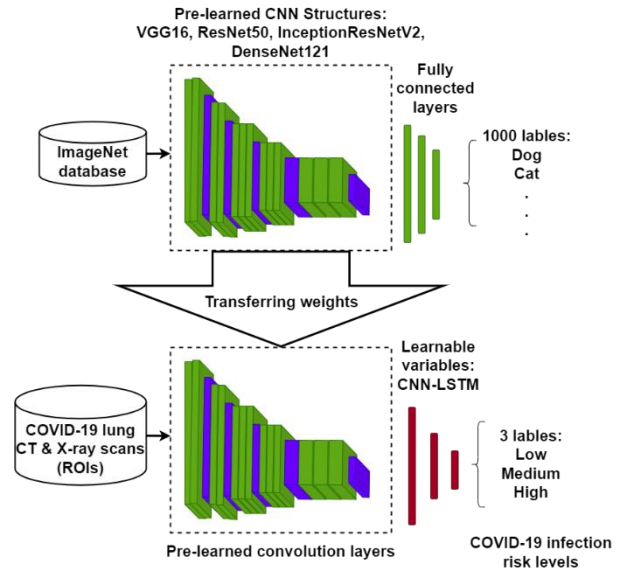 Pre-learned CNN Structures:
VGG16, ResNet50, InceptionResNetV2,
DenseNet121
Fully
connected
layers
ImageNet
database
1000 lables:
Dog
Cat
.
.
.
Transferring weights
Learnable
variables:
CNN-LSTM
COVID-19 lung
CT & X-ray scans
(ROIs)
3 lables:
Low
Medium
High
Pre-learned convolution layers
COVID-19 infection
risk levels